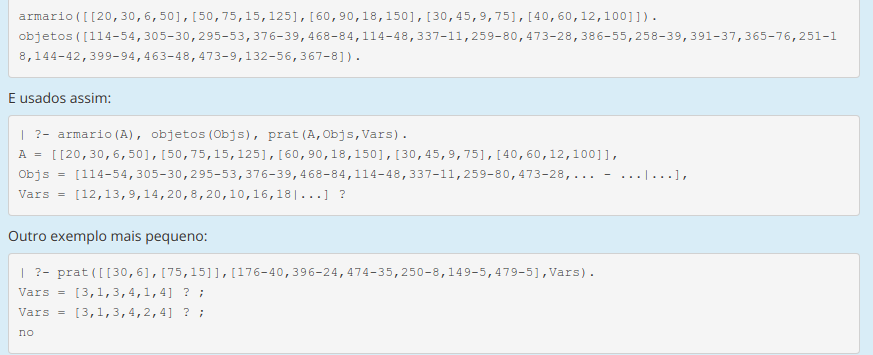 armario([[20,30,6,50],[50,75,15,125],[60,90,18,150],[30,45,9,75],[40,60,12,100]]).
objetos([114-54,305-30,295-53,376-39,468-84,114-48,337-11,259-80,473-28,386-55,258-39,391-37,365-76,251-1
8,144-42,399-94,463-48,473-9,132-56,367-8]).
E usados assim:
| ?- armario(A), objetos(Objs), prat(A,Objs,Vars).
A = [[20,30,6,50],[50,75,15,125],[60,90,18,150],[30,45,9,75],[40,60,12,100]],
Objs = [114-54,305-30,295-53,376-39,468-84,114-48,337-11,259-80,473-28,... - ...|...],
Vars = [12,13,9,14,20,8,20,10,16,18|...] ?
Outro exemplo mais pequeno:
| ?- prat([[30,6],[75,15]],[176-40,396-24,474-35,250-8,149-5,479-5],Vars).
Vars = [3,1,3,4,1,4] ? ;
Vars = [3,1,3,4,2,4] ? ;
no